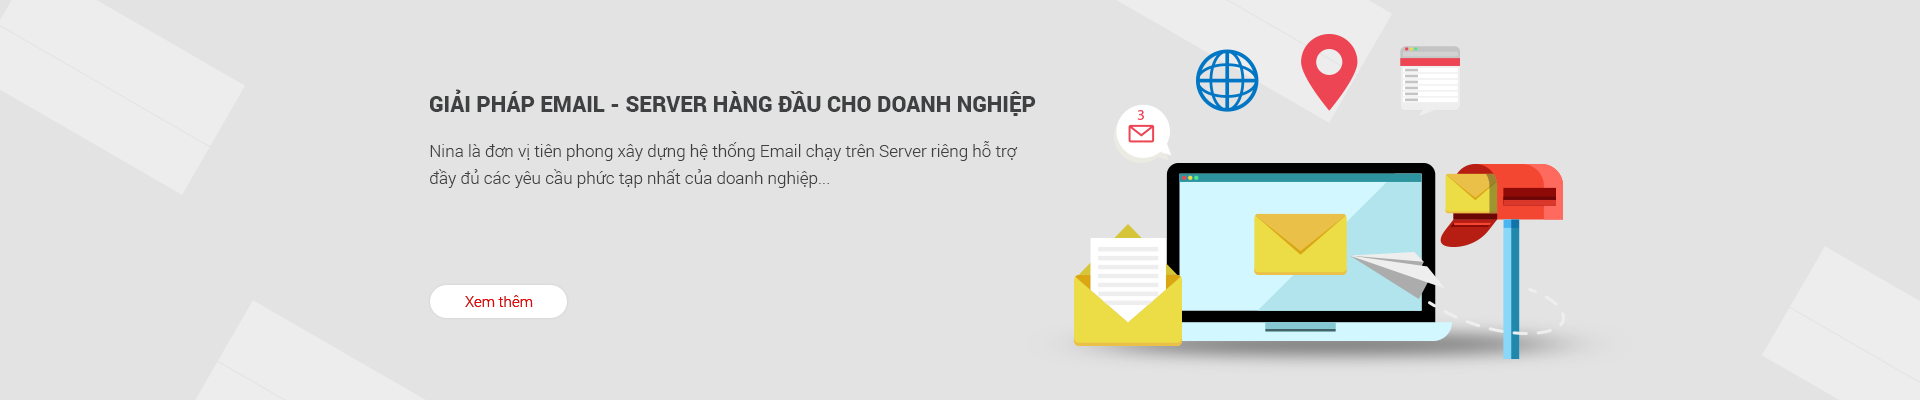 GIẢI PHÁP EMAIL - SERVER HÀNG ĐẦU CHO DOANH NGHIỆP
Nina là đơn vị tiên phong xây dựng hệ thống Email chạy trên Server riêng hỗ trợ
đầy đủ các yêu cầu phức tạp nhất của doanh nghiệp...
Xem thêm
3